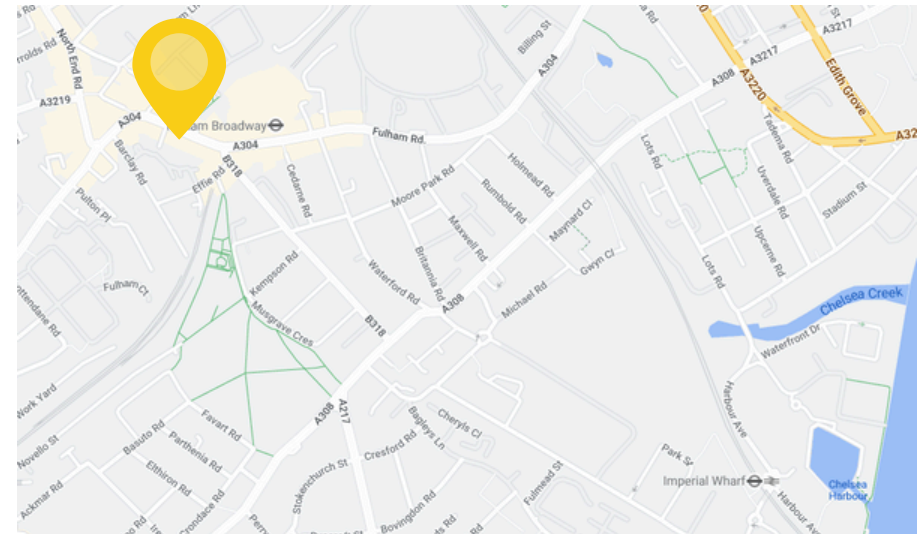 North End Rd
A3219
A304
Broadway
A304
Fulham Rd
Billing St
A304
A308
A3217
A3217
A3220
Edith Grove
Barclay Rd
Effie Rd
B318
Cedarne Rd
Moore Park Rd
Holmead Rd
Rumbold Rd
Maxwell Rd
Maynard Cl
Gwyn Cl
Lots Rd
Tadema Rd
Uverdale Rd
Stadium St
Upcerne Rd
Lots Rd
Pulton Pl
Fulham Ct
Kempson Rd
Musgrave Cres
Waterford Rd
Britannia Rd
A308
B318
Michael Rd
Chelsea Creek
Waterfront Dr
Harbour Ave
Work Yard
Novello St
Favart Rd
Basuto Rd
Parthenia Rd
Elthiron Rd
Crondace Rd
Ackmar Rd
A308
A217
Stokenchurch St
Cresford Rd
Bagleys Ln
Cheryls Cl
Bovingdon Rd
Fulmead St
Park St
Imperial Wharf
Chelsea
Harbour
Harbour Ave